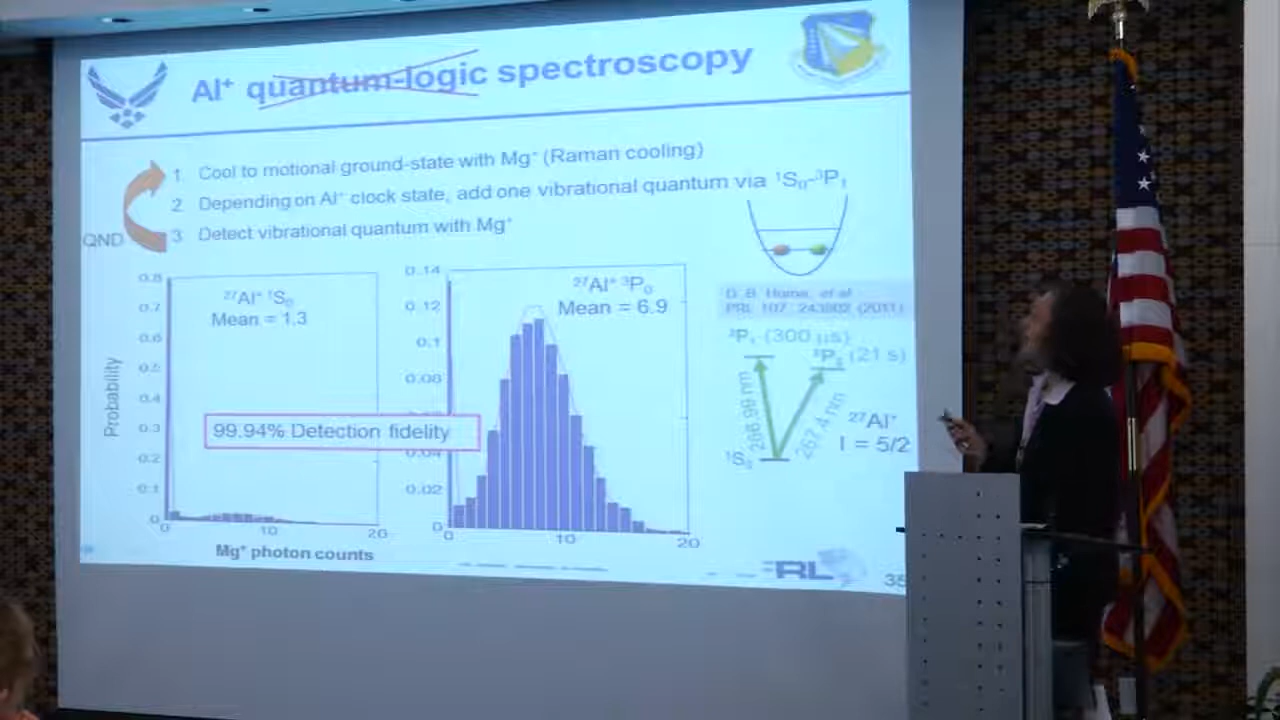 Al⁺ quantum-logic spectroscopy
1. Cool to motional ground-state with Mg⁺ (Raman cooling)
2. Depending on Al⁺ clock state, add one vibrational quantum via ¹S₀-³P₁
3. Detect vibrational quantum with Mg⁺
QND
0.8
0.7
0.6
0.5
0.4
0.3
0.2
0.1
0
Probability
²⁷Al⁺ ¹S₀
Mean = 1.3
0 10 20
Mg⁺ photon counts
99.94% Detection fidelity
0.14
0.12
0.1
0.08
0.04
0.02
0
²⁷Al⁺ ³P₀
Mean = 6.9
0 10 20
D. B. Hume, et al
PRL 107, 243902 (2011)
³P₁ (300 µs)
³P₀ (21 s)
266.99 nm
267.4 nm
¹S₀
²⁷Al⁺
I = 5/2
RL
35